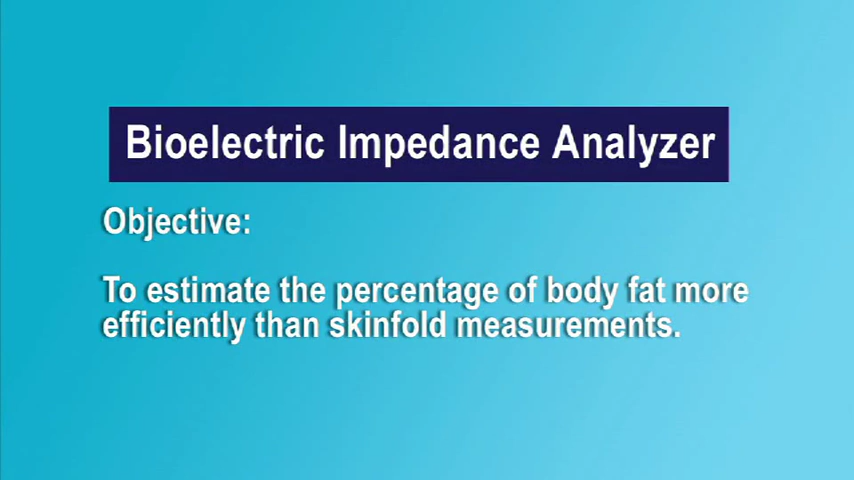 Bioelectric Impedance Analyzer
Objective:
To estimate the percentage of body fat more
efficiently than skinfold measurements.